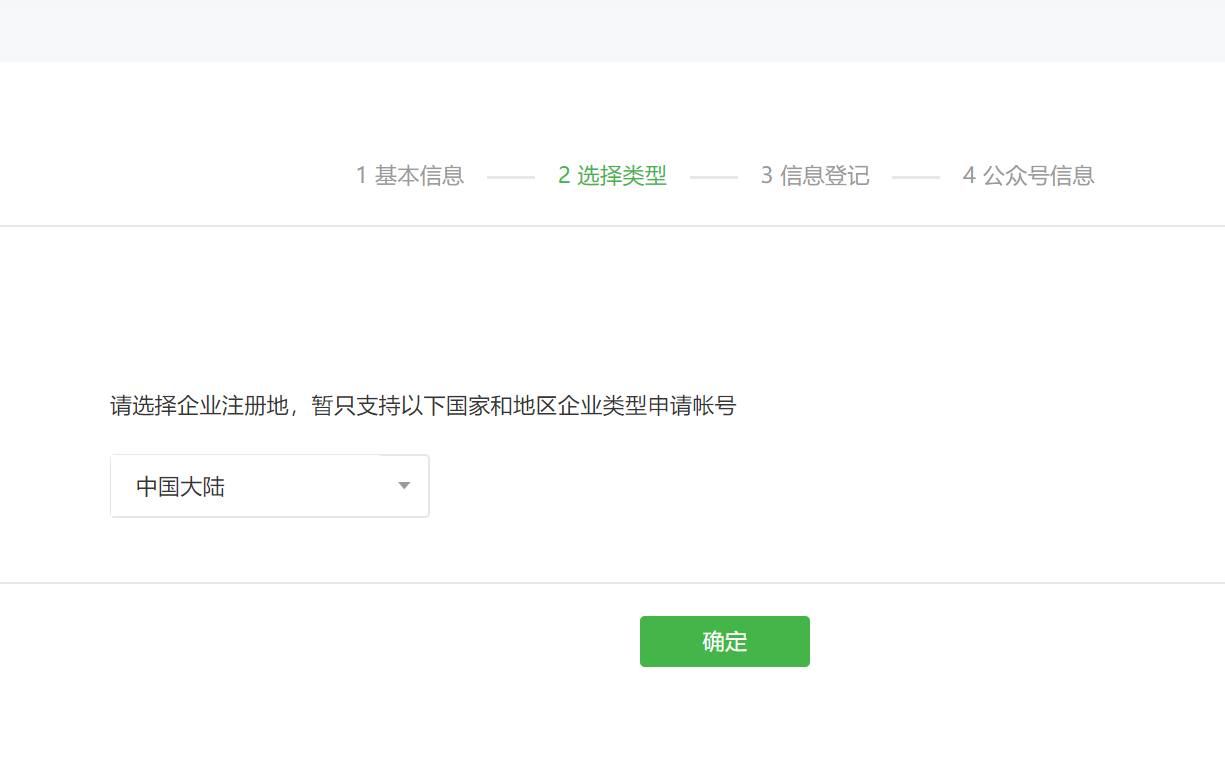 1 基本信息 2 选择类型 3 信息登记 4 公众号信息
请选择企业注册地，暂只支持以下国家和地区企业类型申请帐号
中国大陆
确定